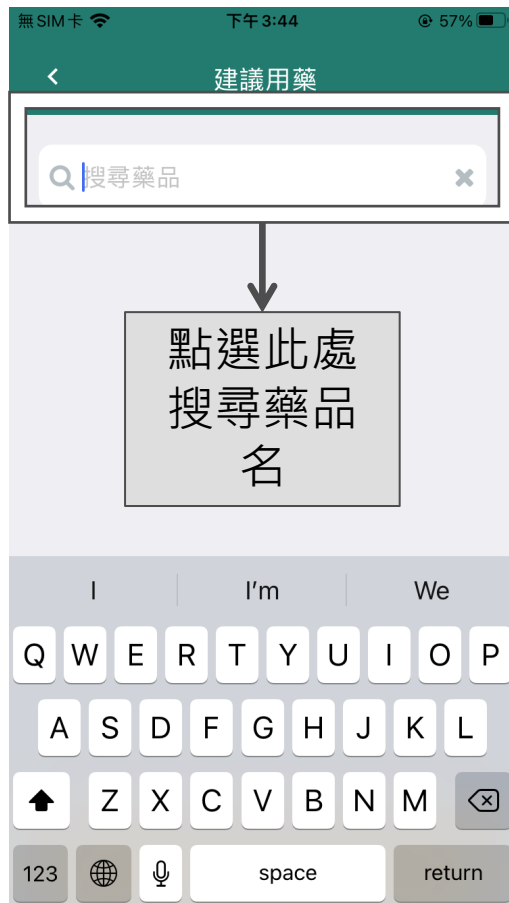 無SIM卡 下午3:44 57%
建議用藥
搜尋藥品
點選此處
搜尋藥品
名
I I'm We
Q W E R T Y U I O P
A S D F G H J K L
Z X C V B N M
123 space return